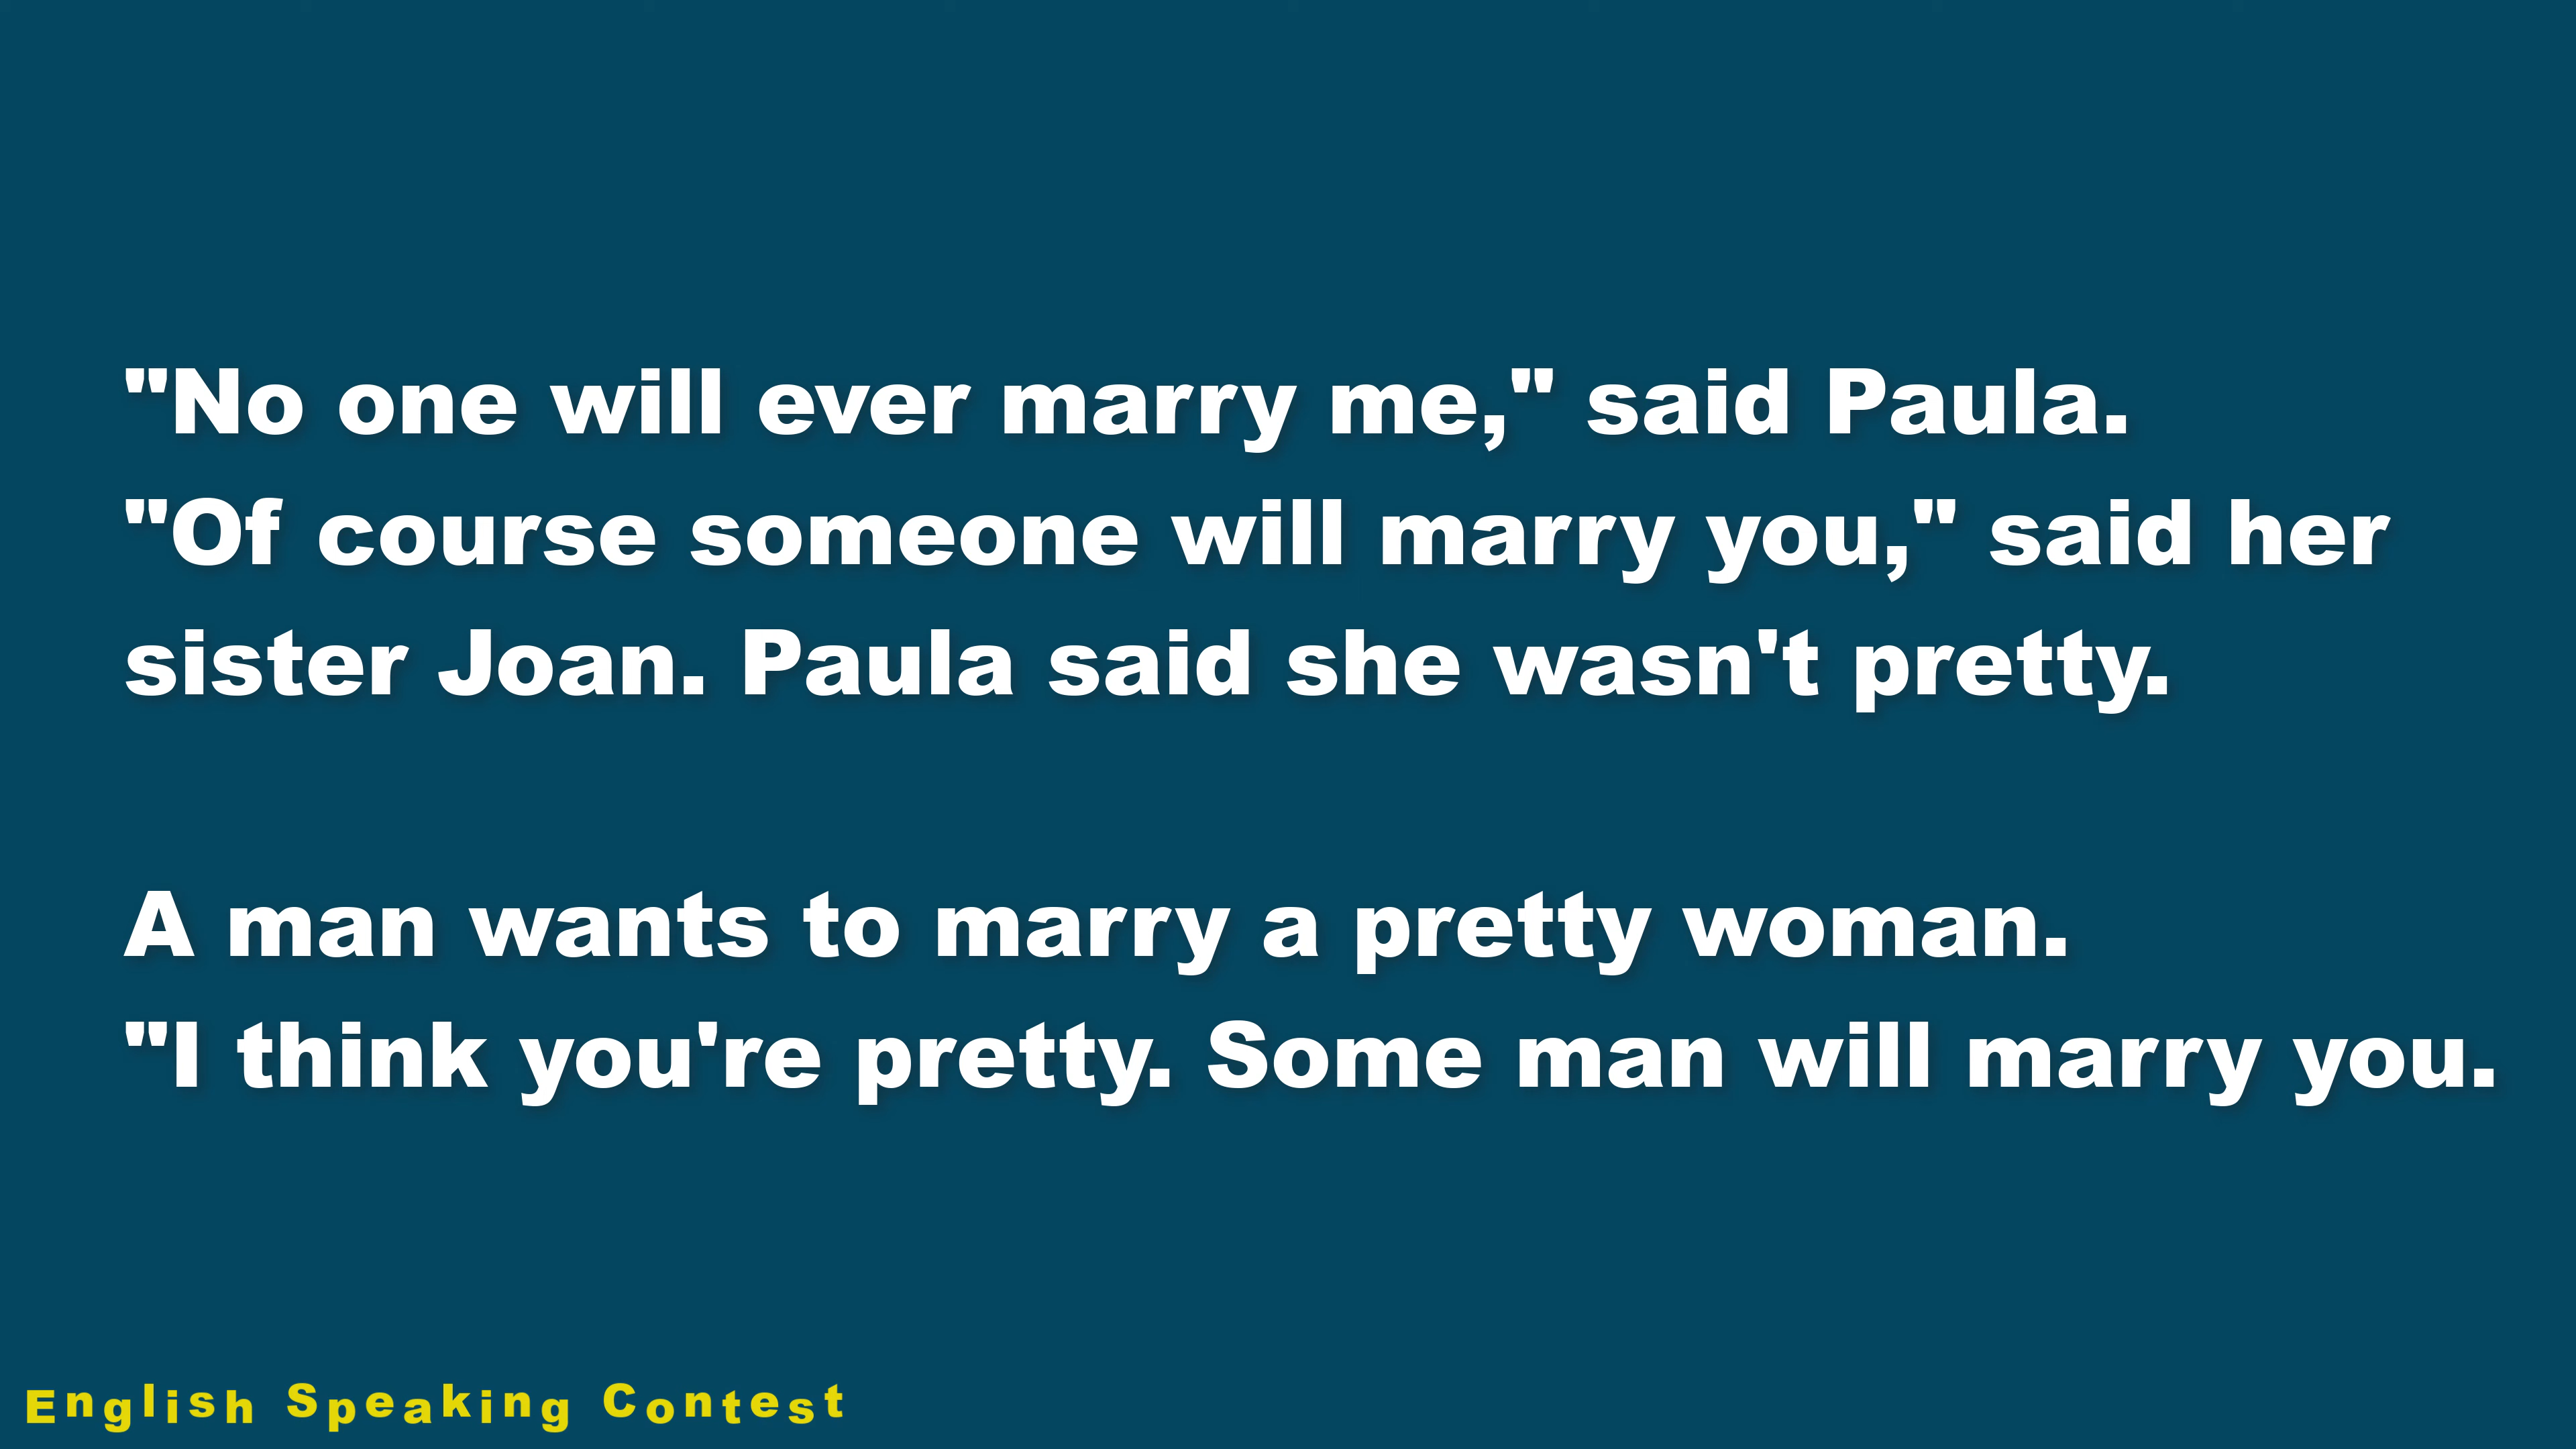 "No one will ever marry me," said Paula.
"Of course someone will marry you," said her
sister Joan. Paula said she wasn't pretty.
A man wants to marry a pretty woman.
"I think you're pretty. Some man will marry you.
English Speaking Contest